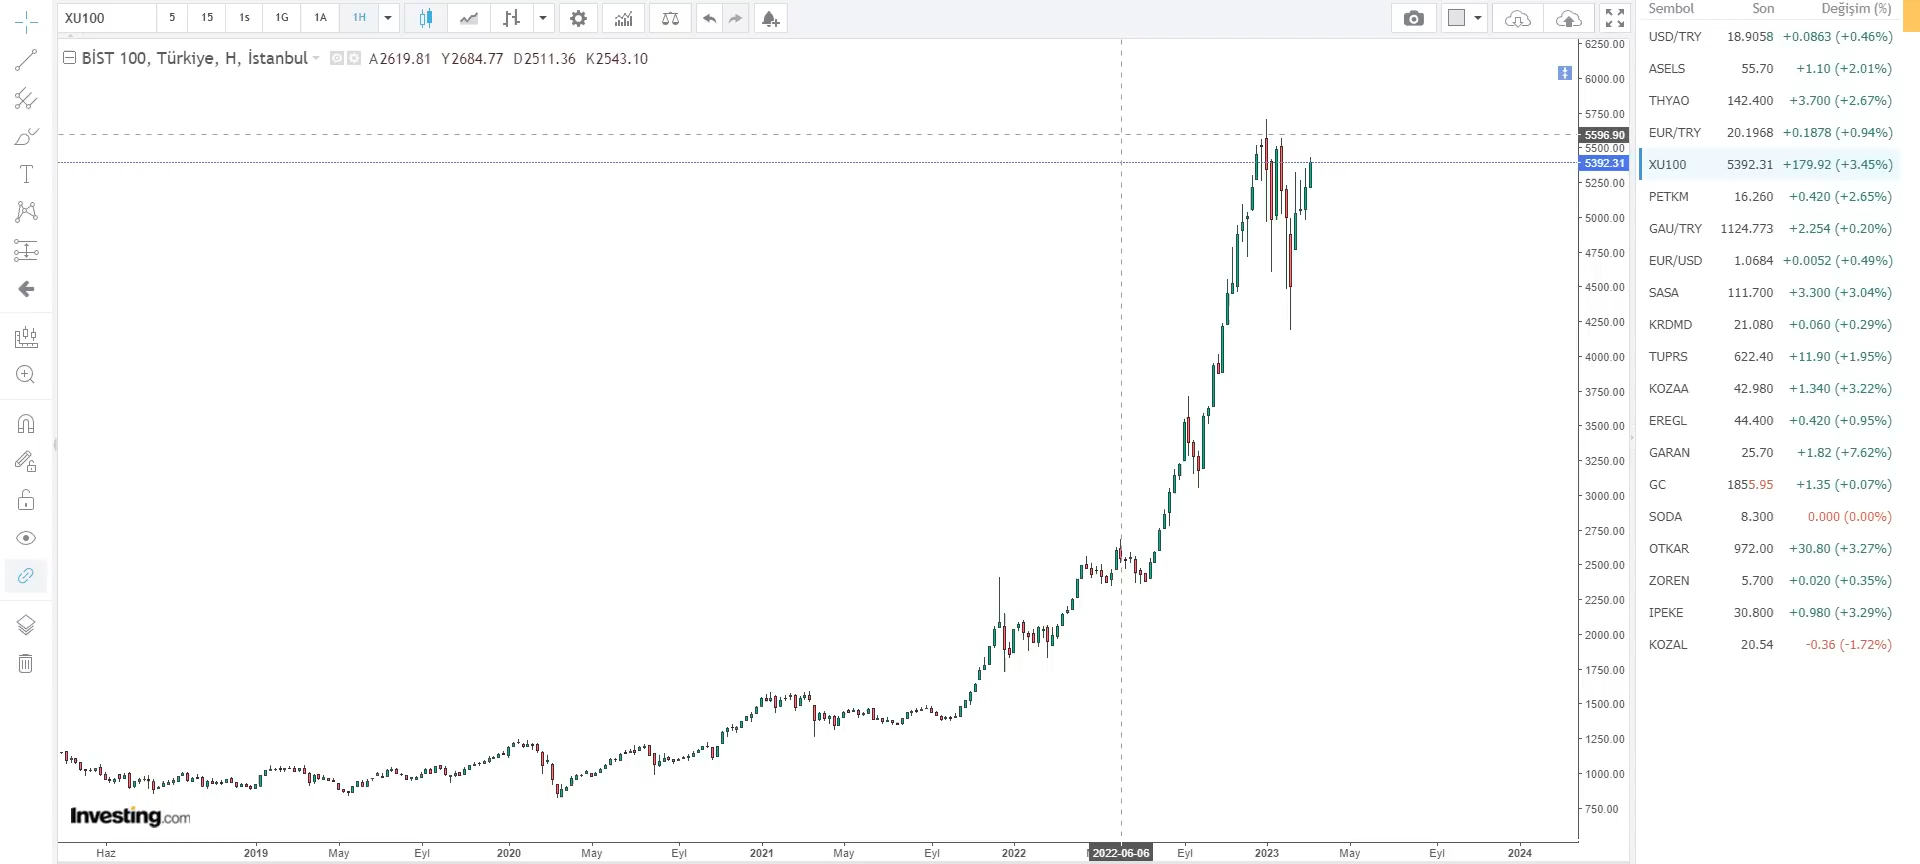 XU100 5 15 1s 1G 1A 1H
BİST 100, Türkiye, H, İstanbul A2619.81 Y2684.77 D2511.36 K2543.10
6250.00
6000.00
5750.00
5596.90
5500.00
5392.31
5250.00
5000.00
4750.00
4500.00
4250.00
4000.00
3750.00
3500.00
3250.00
3000.00
2750.00
2500.00
2250.00
2000.00
1750.00
1500.00
1250.00
1000.00
750.00
Investing.com
Haz 2019 May Eyl 2020 May Eyl 2021 May Eyl 2022 2022-06-06 Eyl 2023 May Eyl 2024
Sembol Son Değişim (%)
USD/TRY 18.9058 +0.0863 (+0.46%)
ASELS 55.70 +1.10 (+2.01%)
THYAO 142.400 +3.700 (+2.67%)
EUR/TRY 20.1968 +0.1878 (+0.94%)
XU100 5392.31 +179.92 (+3.45%)
PETKM 16.260 +0.420 (+2.65%)
GAU/TRY 1124.773 +2.254 (+0.20%)
EUR/USD 1.0684 +0.0052 (+0.49%)
SASA 111.700 +3.300 (+3.04%)
KRDMD 21.080 +0.060 (+0.29%)
TUPRS 622.40 +11.90 (+1.95%)
KOZAA 42.980 +1.340 (+3.22%)
EREGL 44.400 +0.420 (+0.95%)
GARAN 25.70 +1.82 (+7.62%)
GC 1855.95 +1.35 (+0.07%)
SODA 8.300 0.000 (0.00%)
OTKAR 972.00 +30.80 (+3.27%)
ZOREN 5.700 +0.020 (+0.35%)
IPEKE 30.800 +0.980 (+3.29%)
KOZAL 20.54 -0.36 (-1.72%)